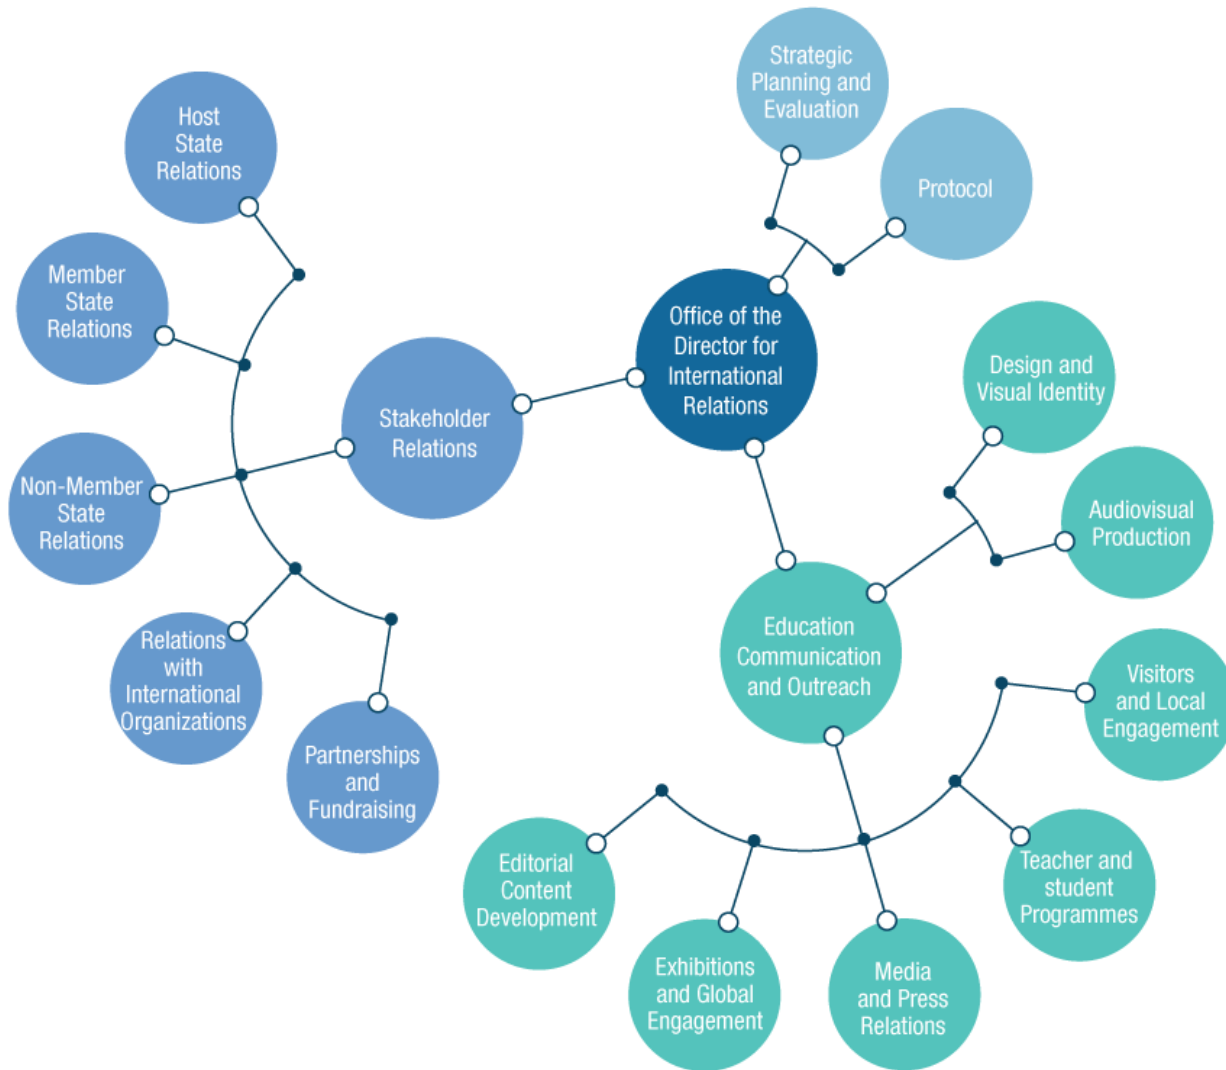 Strategic
Planning and
Evaluation
Protocol
Host
State
Relations
Member
State
Relations
Office of the
Director for
International
Relations
Design and
Visual Identity
Stakeholder
Relations
Non-Member
State
Relations
Audiovisual
Production
Education
Communication
and Outreach
Relations
with
International
Organizations
Visitors
and Local
Engagement
Partnerships
and
Fundraising
Editorial
Content
Development
Teacher and
student
Programmes
Exhibitions
and Global
Engagement
Media
and Press
Relations